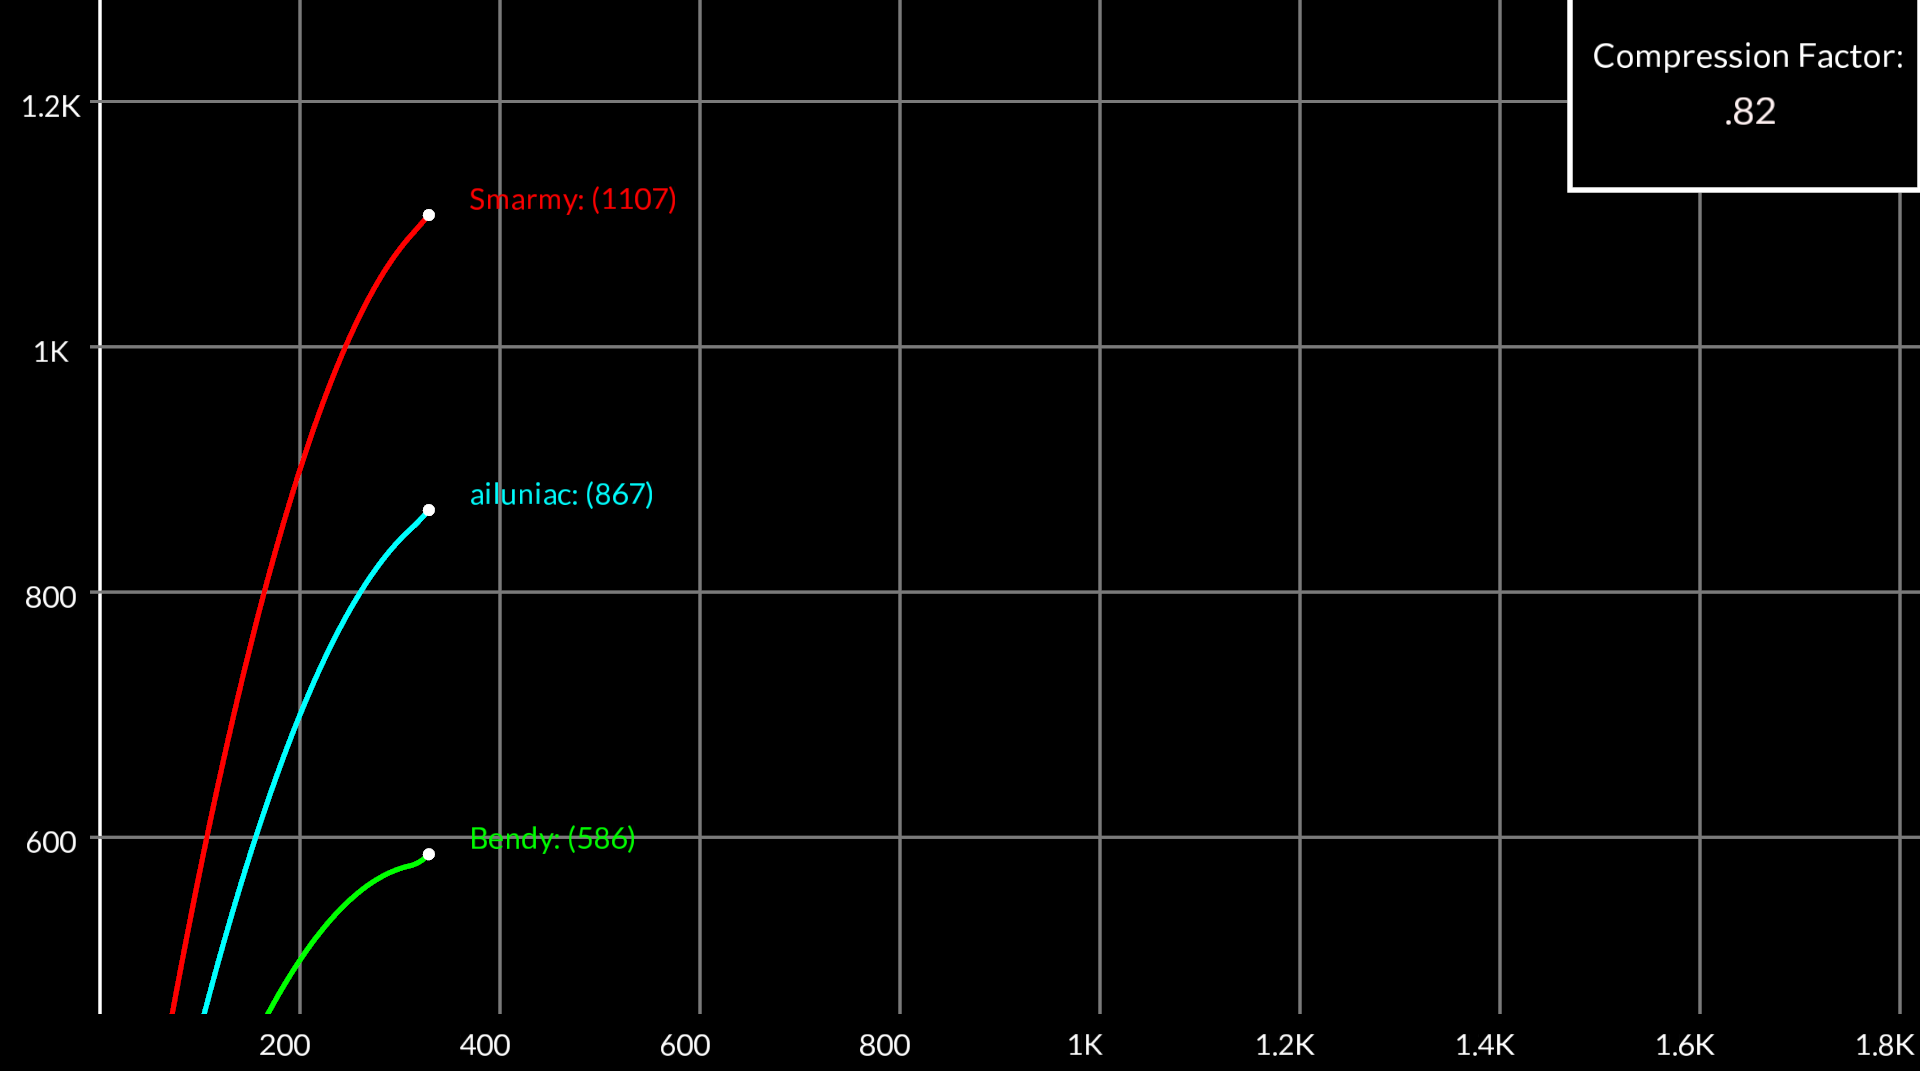 Compression Factor:
.82
1.2K
Smarmy: (1107)
1K
ailuniac: (867)
800
Bendy: (586)
600
200 400 600 800 1K 1.2K 1.4K 1.6K 1.8K